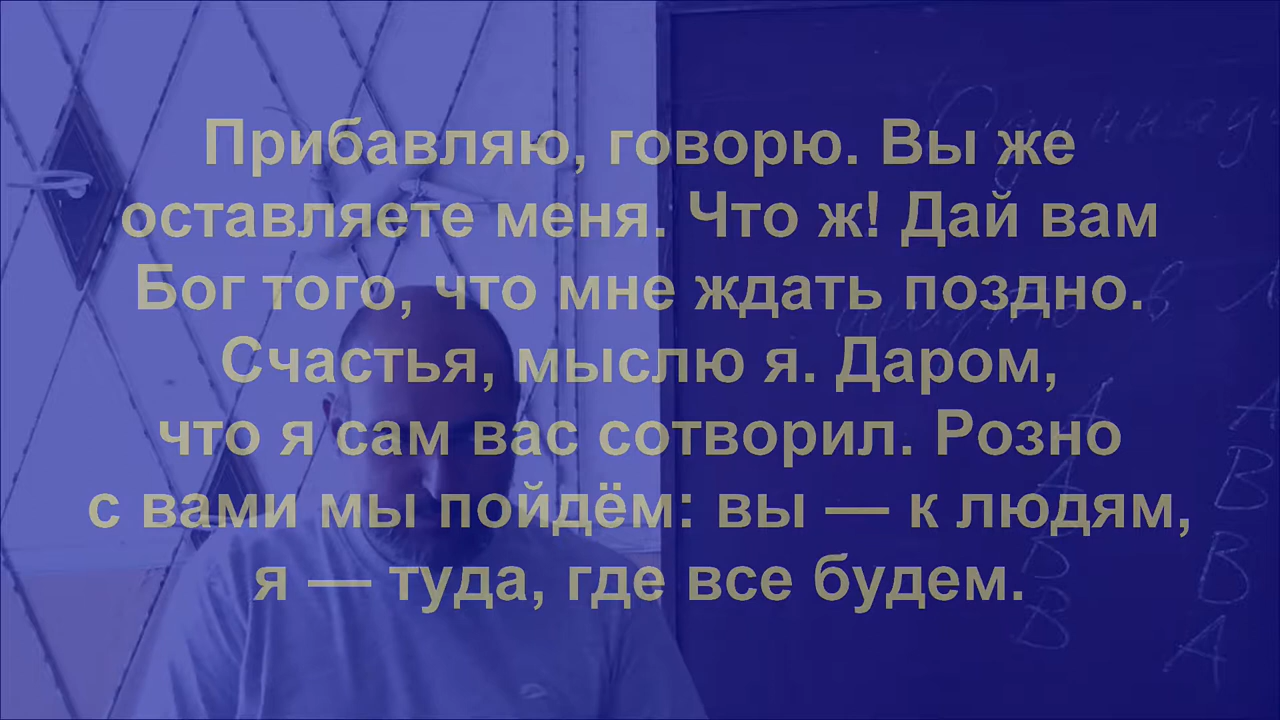 Прибавляю, говорю. Вы же
оставляете меня. Что ж! Дай вам
Бог того, что мне ждать поздно.
Счастья, мыслю я. Даром,
что я сам вас сотворил. Розно
с вами мы пойдём: вы — к людям,
я — туда, где все будем.
в
А
А
А
В
В
В
В
А